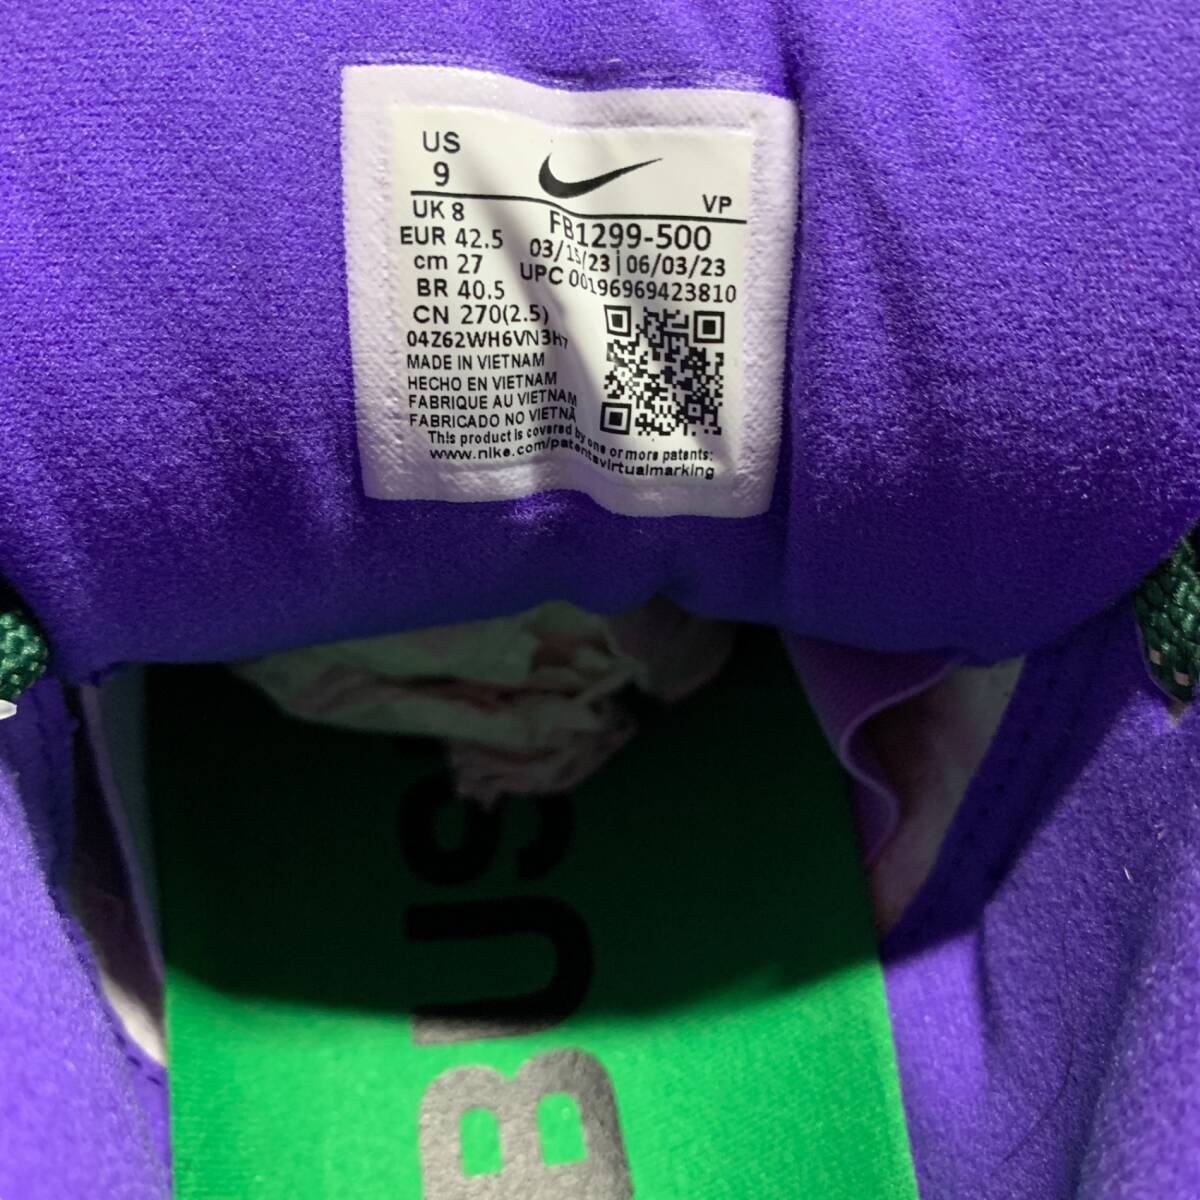 US
9
VP
UK 8
FB1299-500
EUR 42.5
03/15/23 | 06/03/23
cm 27
UPC 00196969423810
BR 40.5
CN 270(2.5)
04Z62WH6VN3H7
MADE IN VIETNAM
HECHO EN VIETNAM
FABRIQUE AU VIETNAM
FABRICADO NO VIETNÃ
This product is covered by one or more patents:
www.nike.com/patentsvirtualmarking
BUS